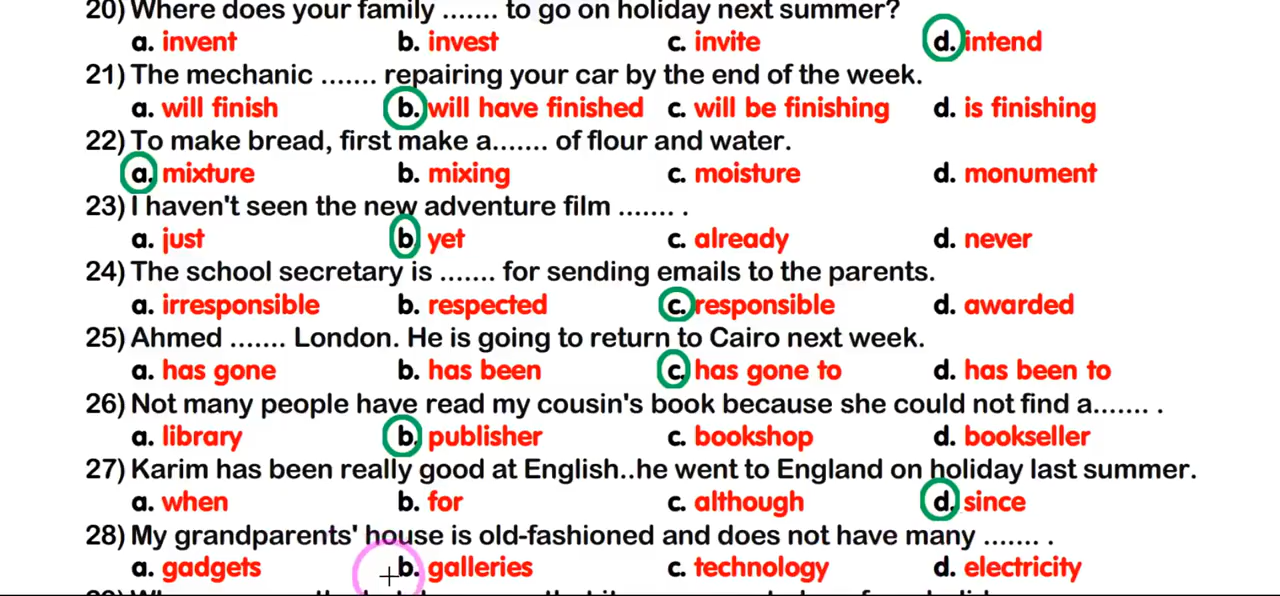 20) Where does your family ....... to go on holiday next summer?
a. invent b. invest c. invite d. intend
21) The mechanic ....... repairing your car by the end of the week.
a. will finish b. will have finished c. will be finishing d. is finishing
22) To make bread, first make a....... of flour and water.
a. mixture b. mixing c. moisture d. monument
23) I haven't seen the new adventure film ....... .
a. just b. yet c. already d. never
24) The school secretary is ....... for sending emails to the parents.
a. irresponsible b. respected c. responsible d. awarded
25) Ahmed ....... London. He is going to return to Cairo next week.
a. has gone b. has been c. has gone to d. has been to
26) Not many people have read my cousin's book because she could not find a....... .
a. library b. publisher c. bookshop d. bookseller
27) Karim has been really good at English..he went to England on holiday last summer.
a. when b. for c. although d. since
28) My grandparents' house is old-fashioned and does not have many ....... .
a. gadgets b. galleries c. technology d. electricity